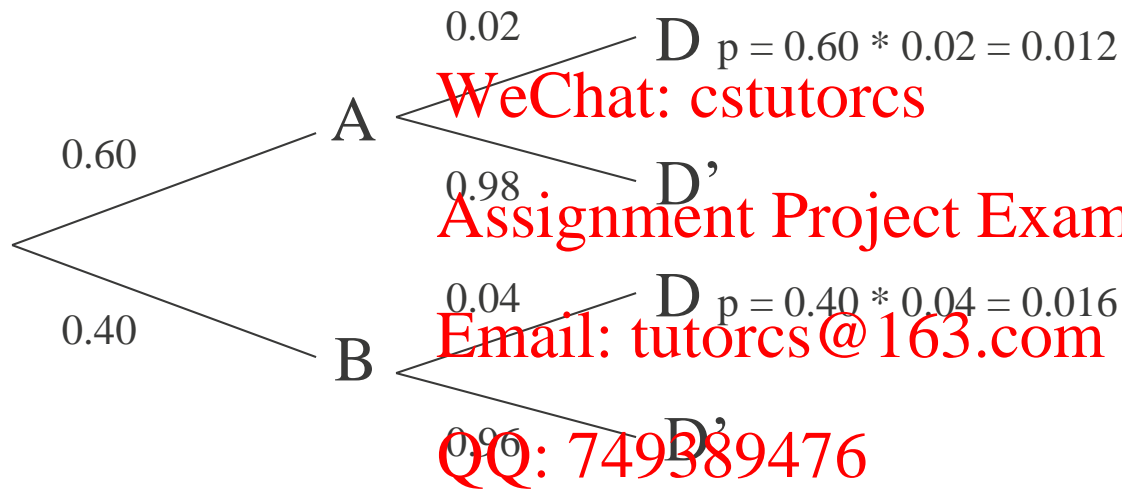 0.02
D p = 0.60 * 0.02 = 0.012
WeChat: cstutorcs
A
0.60
0.98
D’
Assignment Project Exam
0.04
D p = 0.40 * 0.04 = 0.016
0.40
Email: tutorcs@163.com
B
0.96
D’
QQ: 749389476